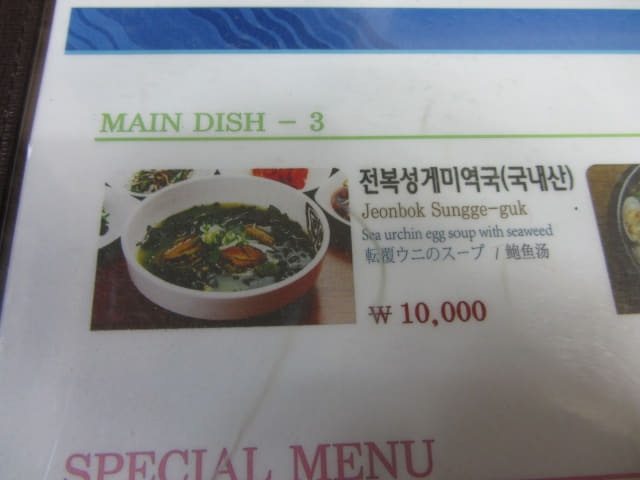 MAIN DISH - 3
전복성게미역국(국내산)
Jeonbok Sungge-guk
Sea urchin egg soup with seaweed
転覆ウニのスープ / 鲍鱼汤
₩ 10,000
SPECIAL MENU